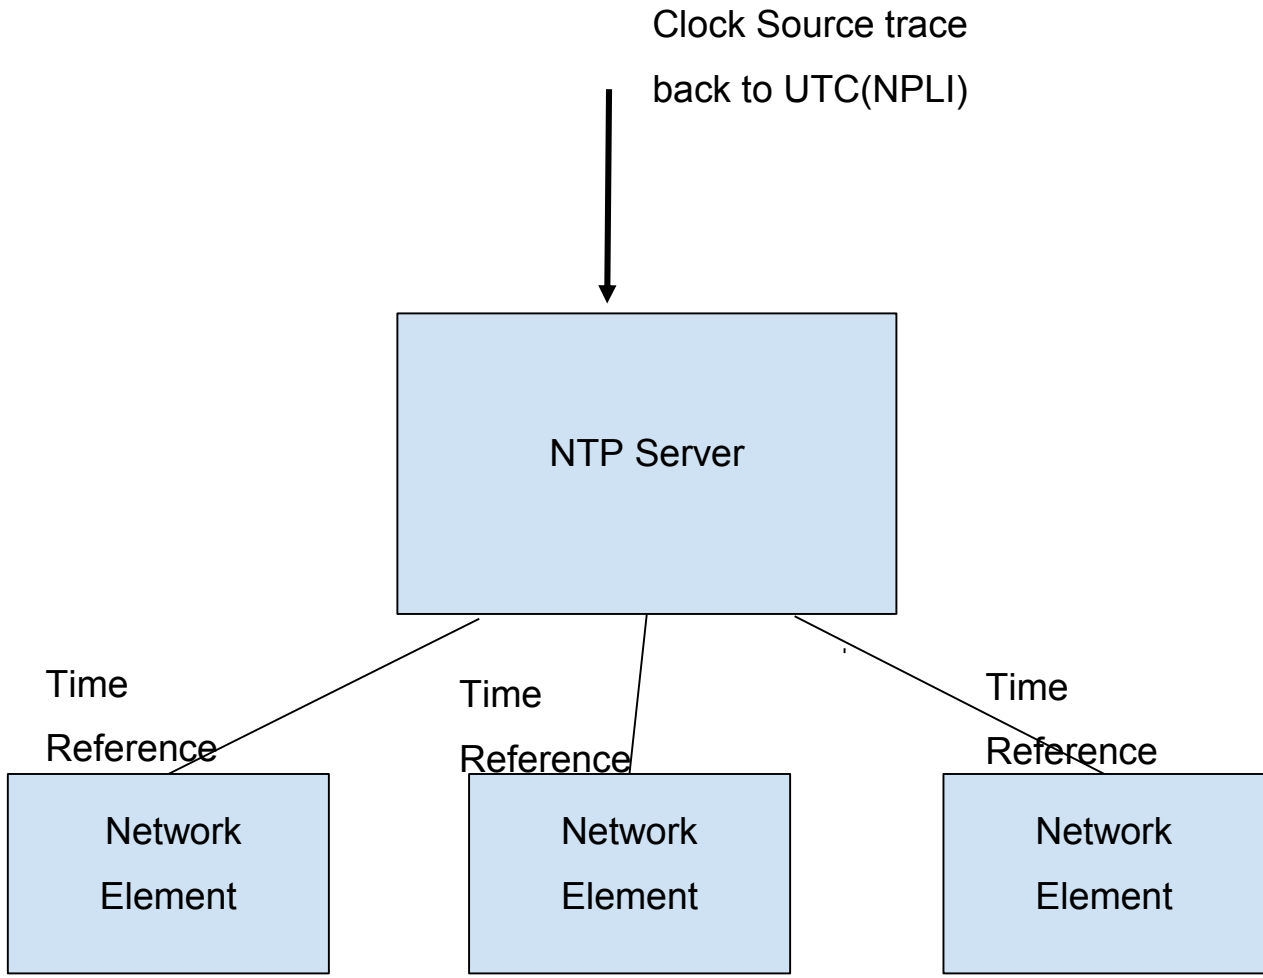 Clock Source trace
back to UTC(NPLI)
NTP Server
Time
Reference
Time
Reference
Time
Reference
Network
Element
Network
Element
Network
Element